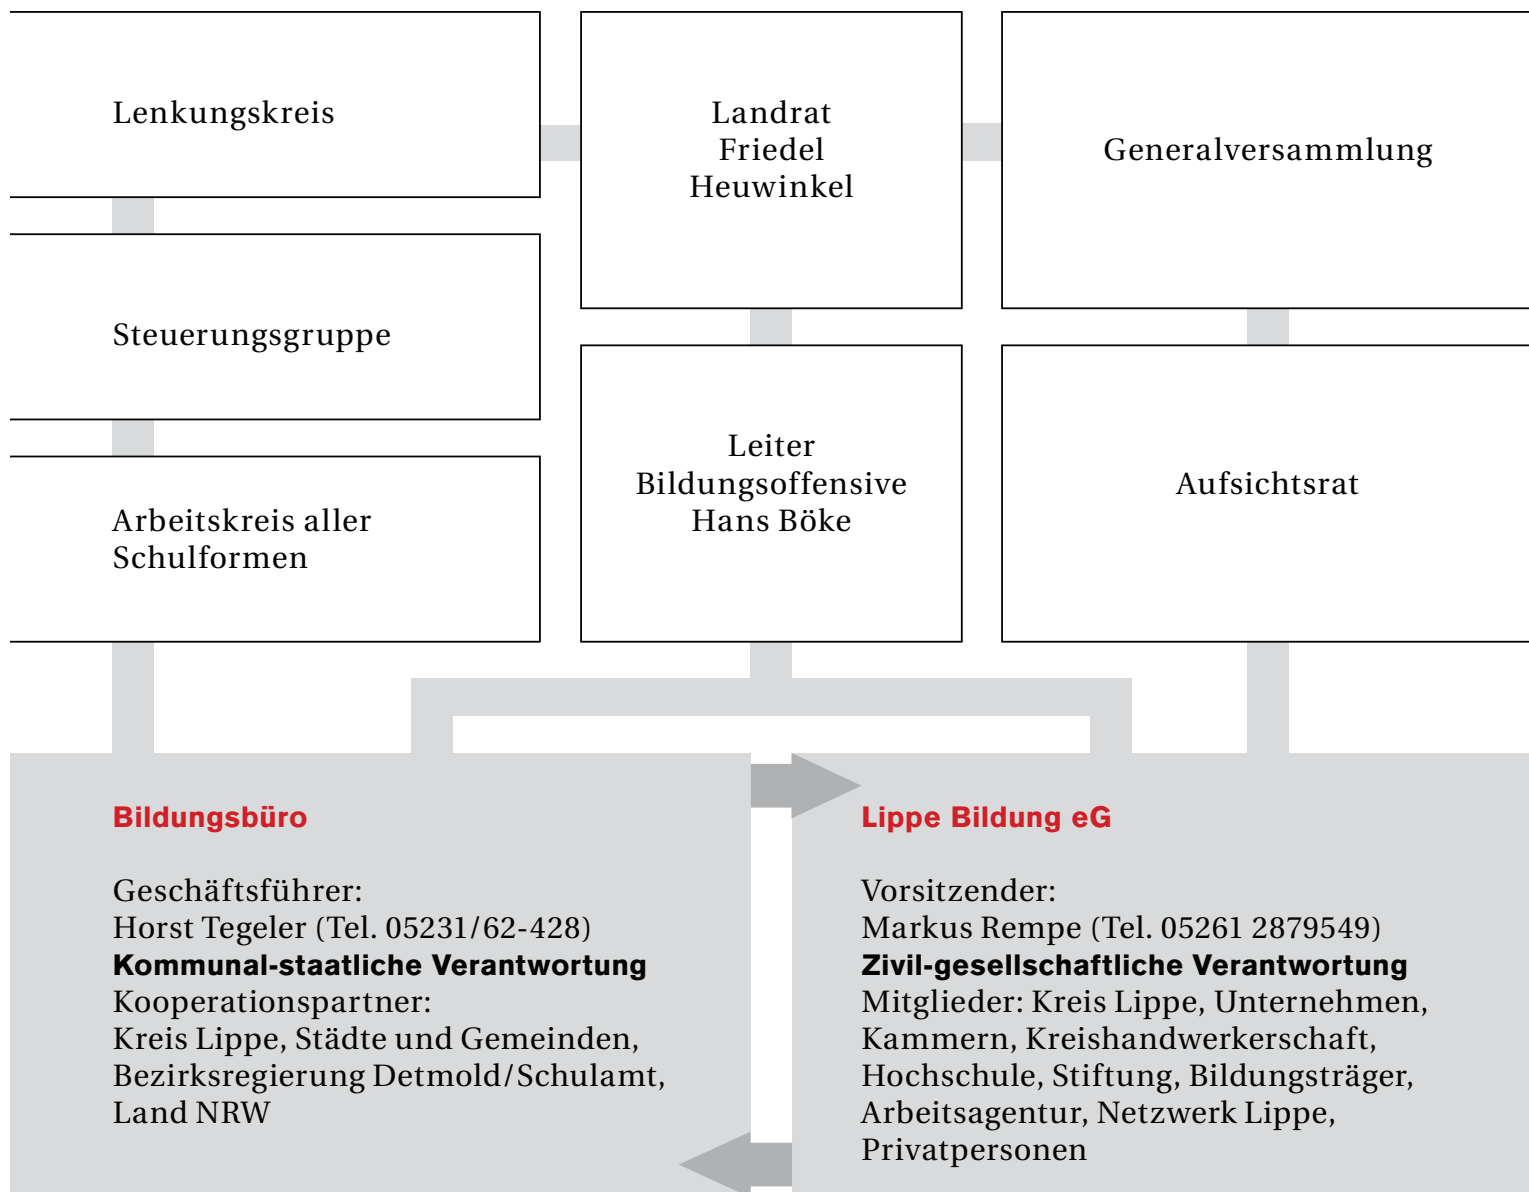 Lenkungskreis
Steuerungsgruppe
Arbeitskreis aller
Schulformen
Landrat
Friedel
Heuwinkel
Leiter
Bildungsoffensive
Hans Böke
Generalversammlung
Aufsichtsrat
Bildungsbüro
Geschäftsführer:
Horst Tegeler (Tel. 05231/62-428)
Kommunal-staatliche Verantwortung
Kooperationspartner:
Kreis Lippe, Städte und Gemeinden,
Bezirksregierung Detmold/Schulamt,
Land NRW
Lippe Bildung eG
Vorsitzender:
Markus Rempe (Tel. 05261 2879549)
Zivil-gesellschaftliche Verantwortung
Mitglieder: Kreis Lippe, Unternehmen,
Kammern, Kreishandwerkerschaft,
Hochschule, Stiftung, Bildungsträger,
Arbeitsagentur, Netzwerk Lippe,
Privatpersonen